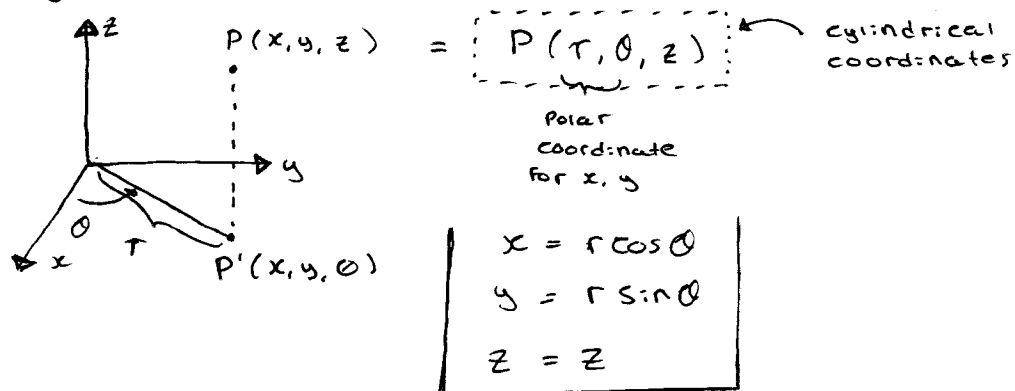 z
P(x, y, z) = P(r, θ, z)
cylindrical
coordinates
Polar
coordinate
for x, y
y
θ
r
x
P'(x, y, 0)
x = r cos θ
y = r sin θ
z = z